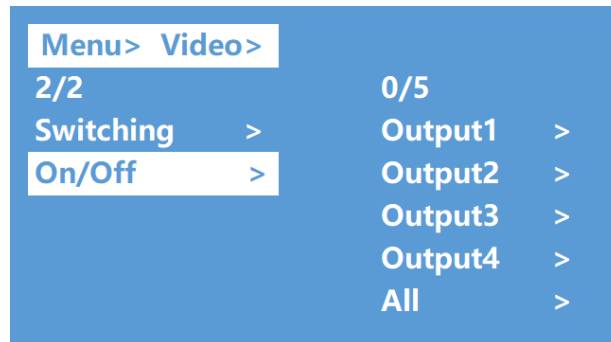 Menu> Video>
2/2 0/5
Switching > Output1 >
On/Off > Output2 >
Output3 >
Output4 >
All >